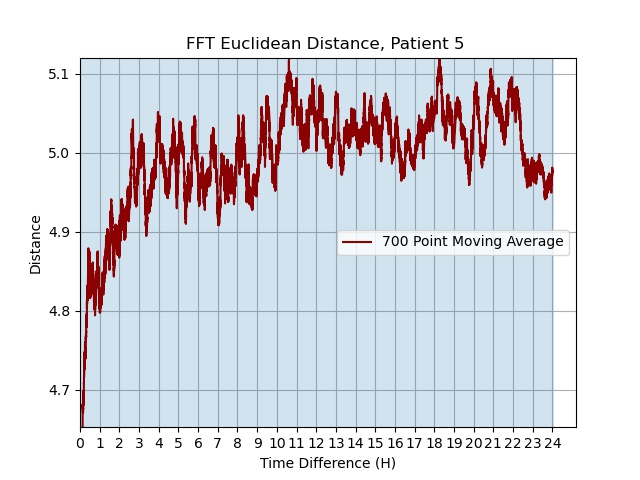 FFT Euclidean Distance, Patient 5
5.1
5.0
4.9
4.8
4.7
Distance
700 Point Moving Average
0 1 2 3 4 5 6 7 8 9 10 11 12 13 14 15 16 17 18 19 20 21 22 23 24
Time Difference (H)